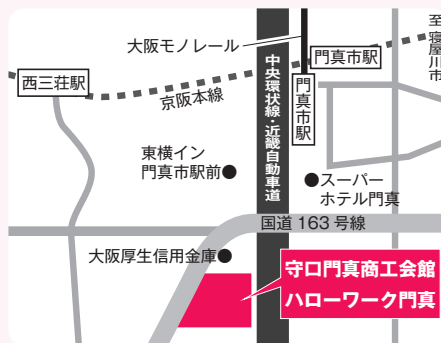 大阪モノレール
門真市駅
至
寝屋川市
西三荘駅
京阪本線
門真市駅
中央環状線・近畿自動車道
東横イン
門真市駅前
スーパー
ホテル門真
国道 163 号線
大阪厚生信用金庫
守口門真商工会館
ハローワーク門真